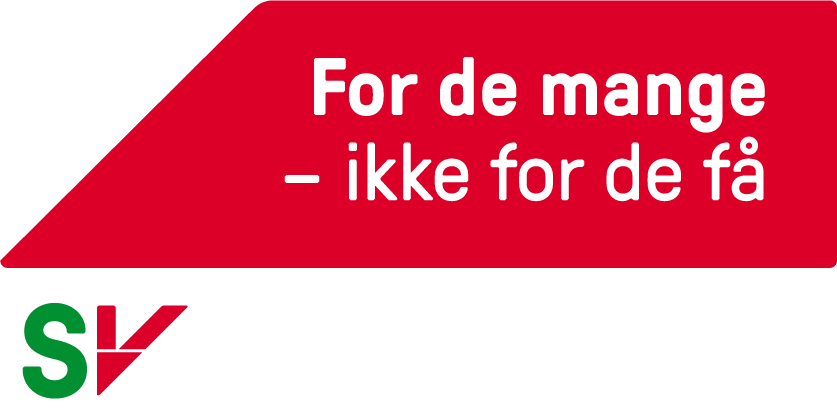 For de mange
– ikke for de få
SV